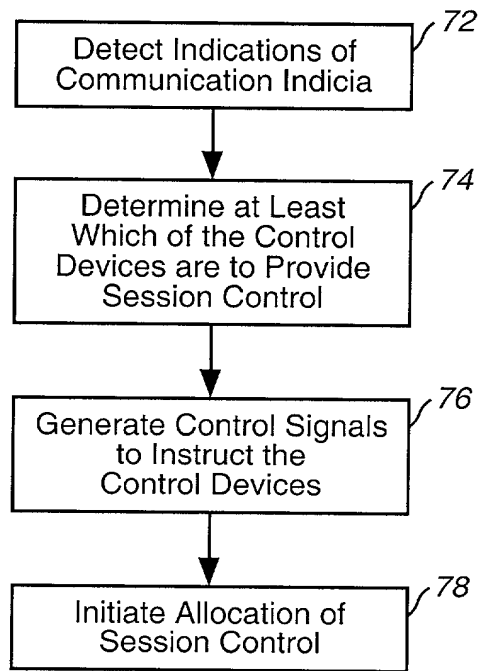 72
Detect Indications of
Communication Indicia
74
Determine at Least
Which of the Control
Devices are to Provide
Session Control
76
Generate Control Signals
to Instruct the
Control Devices
78
Initiate Allocation of
Session Control